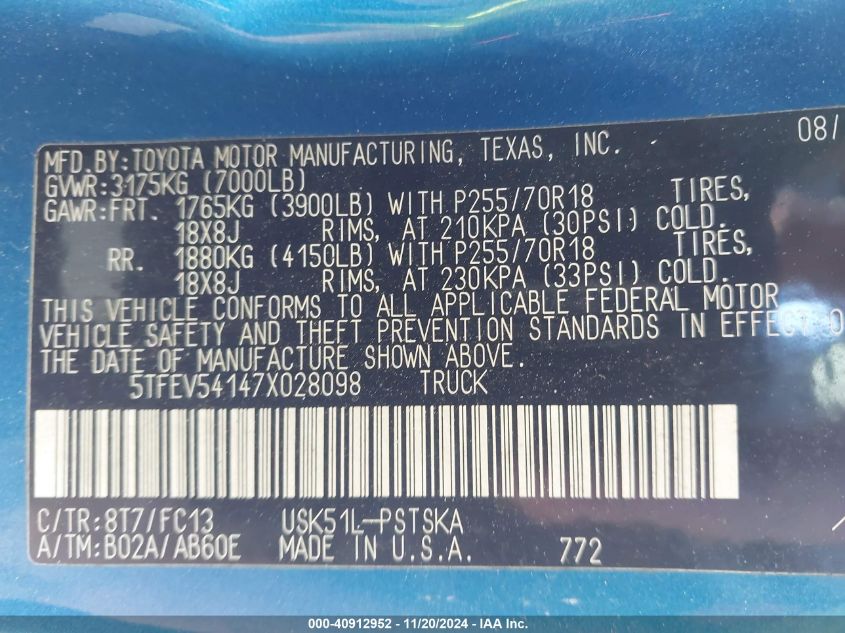 08/
MFD. BY: TOYOTA MOTOR MANUFACTURING, TEXAS, INC.
GVWR: 3175KG (7000LB)
GAWR: FRT. 1765KG (3900LB) WITH P255/70R18 TIRES,
18X8J RIMS, AT 210KPA (30PSI) COLD.
RR. 1880KG (4150LB) WITH P255/70R18 TIRES,
18X8J RIMS, AT 230KPA (33PSI) COLD.
THIS VEHICLE CONFORMS TO ALL APPLICABLE FEDERAL MOTOR
VEHICLE SAFETY AND THEFT PREVENTION STANDARDS IN EFFECT O
THE DATE OF MANUFACTURE SHOWN ABOVE.
5TFEV54147X028098 TRUCK
C/TR: 8T7/FC13 USK51L-PSTSKA
A/TM: B02A/AB60E MADE IN U.S.A. 772
000-40912952 - 11/20/2024 - IAA Inc.